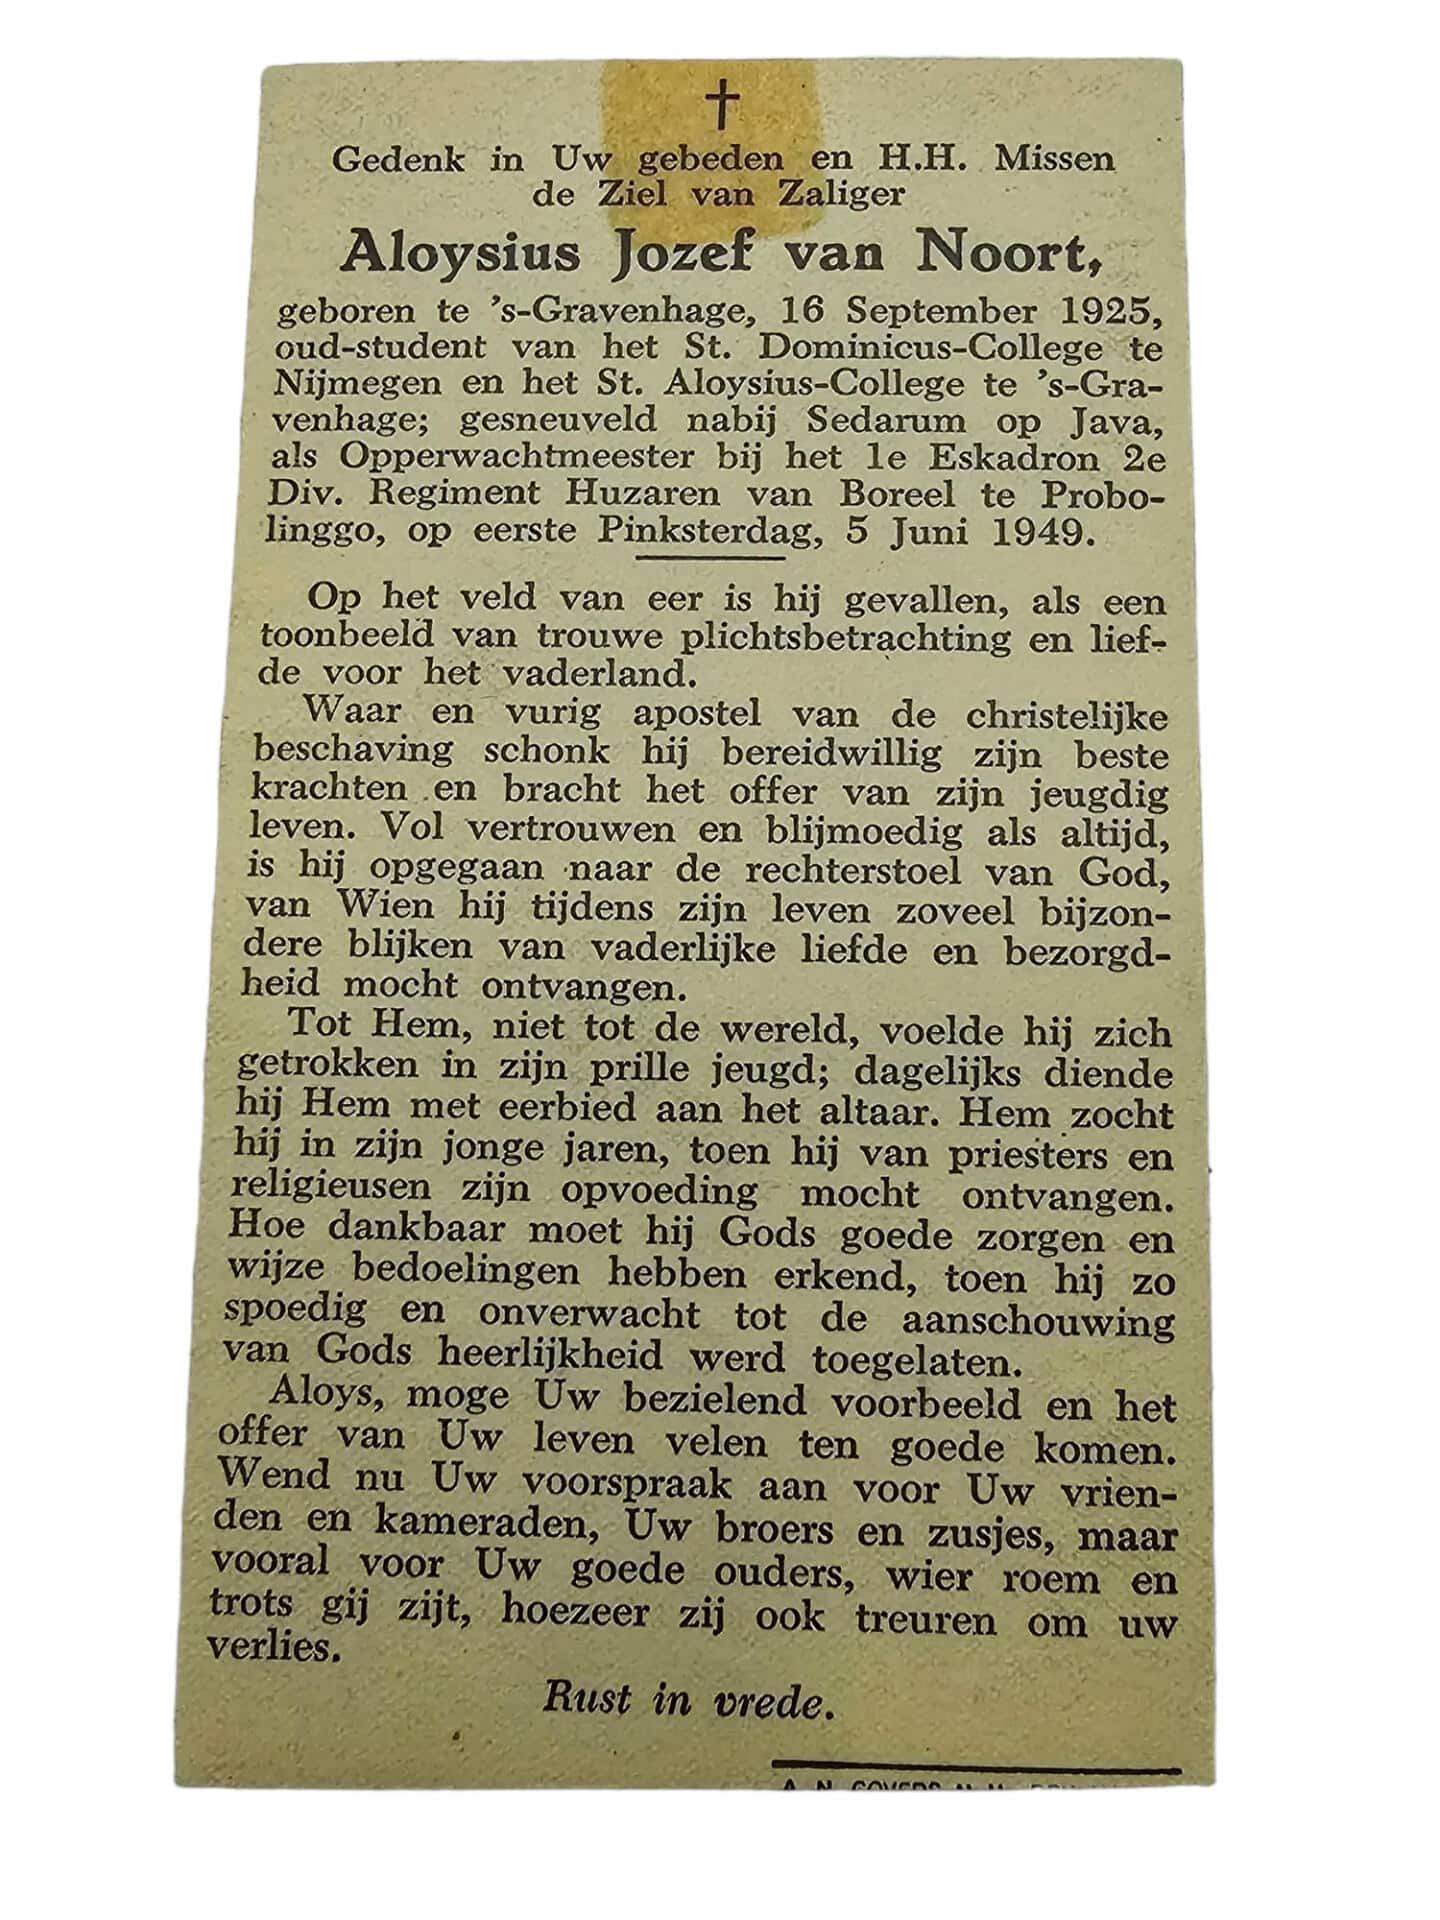 Gedenk in Uw gebeden en H.H. Missen
de Ziel van Zaliger
Aloysius Jozef van Noort,
geboren te 's-Gravenhage, 16 September 1925,
oud-student van het St. Dominicus-College te
Nijmegen en het St. Aloysius-College te 's-Gra-
venhage; gesneuveld nabij Sedarum op Java,
als Opperwachtmeester bij het 1e Eskadron 2e
Div. Regiment Huzaren van Boreel te Probo-
linggo, op eerste Pinksterdag, 5 Juni 1949.
Op het veld van eer is hij gevallen, als een
toonbeeld van trouwe plichtsbetrachting en lief-
de voor het vaderland.
Waar en vurig apostel van de christelijke
beschaving schonk hij bereidwillig zijn beste
krachten en bracht het offer van zijn jeugdig
leven. Vol vertrouwen en blijmoedig als altijd,
is hij opgegaan naar de rechterstoel van God,
van Wien hij tijdens zijn leven zoveel bijzon-
dere blijken van vaderlijke liefde en bezorgd-
heid mocht ontvangen.
Tot Hem, niet tot de wereld, voelde hij zich
getrokken in zijn prille jeugd; dagelijks diende
hij Hem met eerbied aan het altaar. Hem zocht
hij in zijn jonge jaren, toen hij van priesters en
religieusen zijn opvoeding mocht ontvangen.
Hoe dankbaar moet hij Gods goede zorgen en
wijze bedoelingen hebben erkend, toen hij zo
spoedig en onverwacht tot de aanschouwing
van Gods heerlijkheid werd toegelaten.
Aloys, moge Uw bezielend voorbeeld en het
offer van Uw leven velen ten goede komen.
Wend nu Uw voorspraak aan voor Uw vrien-
den en kameraden, Uw broers en zusjes, maar
vooral voor Uw goede ouders, wier roem en
trots gij zijt, hoezeer zij ook treuren om uw
verlies.
Rust in vrede.
A. N. GOVERS N.V.